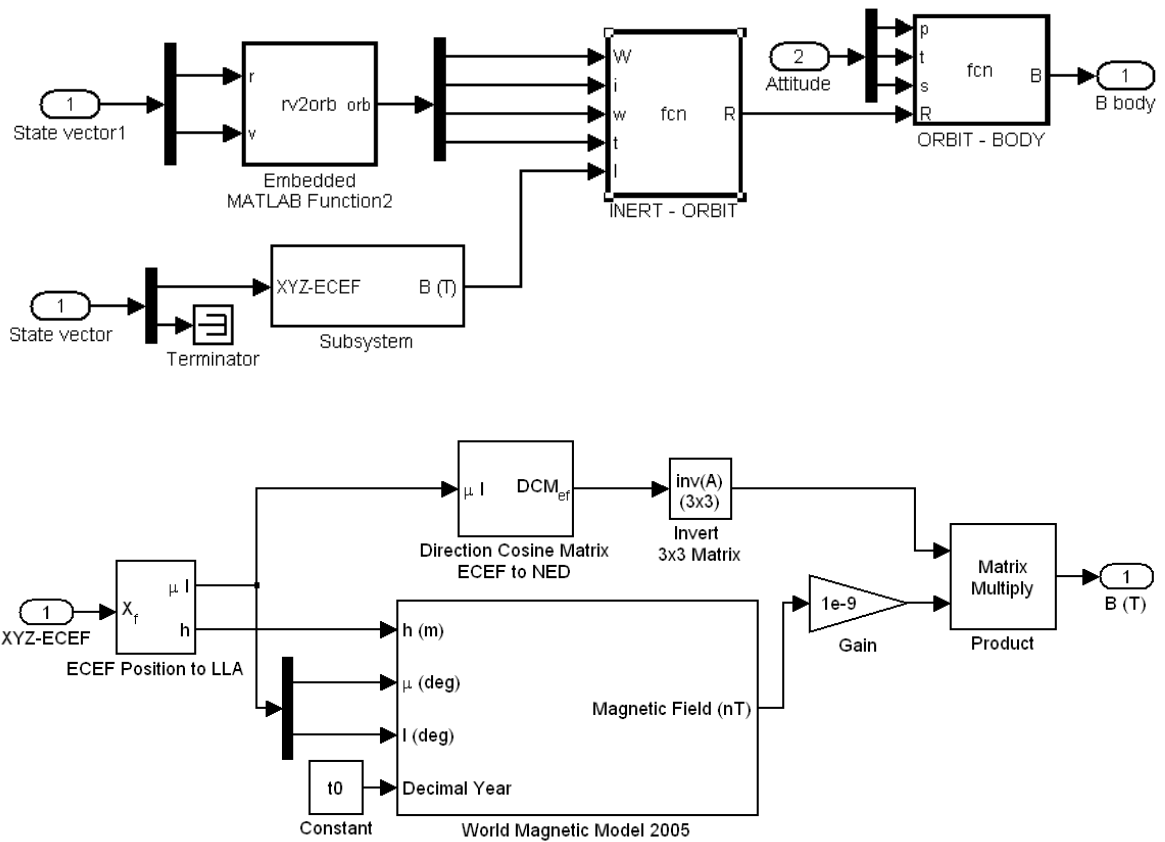 1
State vector1
r
v
rv2orb
orb
Embedded
MATLAB Function2
W
i
w
t
I
fcn
R
INERT - ORBIT
2
Attitude
p
t
s
R
fcn
B
ORBIT - BODY
1
B body
1
State vector
Terminator
XYZ-ECEF
B (T)
Subsystem
1
XYZ-ECEF
X_f
μ l
h
ECEF Position to LLA
μ l
DCM_ef
Direction Cosine Matrix
ECEF to NED
inv(A)
(3x3)
Invert
3x3 Matrix
h (m)
μ (deg)
l (deg)
Decimal Year
Magnetic Field (nT)
World Magnetic Model 2005
t0
Constant
1e-9
Gain
Matrix
Multiply
Product
1
B (T)